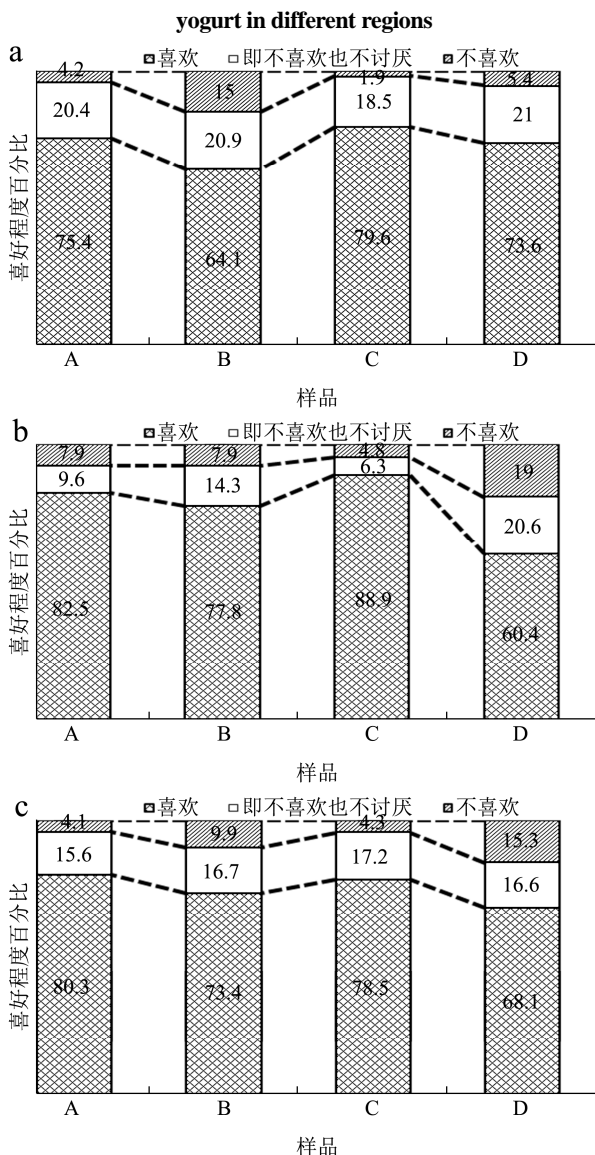 yogurt in different regions
a
喜欢 即不喜欢也不讨厌 不喜欢
4.2 15 1.9 5.4
20.4 20.9 18.5 21
75.4 64.1 79.6 73.6
喜好程度百分比
A B C D
样品
b
喜欢 即不喜欢也不讨厌 不喜欢
7.9 7.9 4.8 19
9.6 14.3 6.3 20.6
82.5 77.8 88.9 60.4
喜好程度百分比
A B C D
样品
c
喜欢 即不喜欢也不讨厌 不喜欢
4.1 9.9 4.3 15.3
15.6 16.7 17.2 16.6
80.3 73.4 78.5 68.1
喜好程度百分比
A B C D
样品